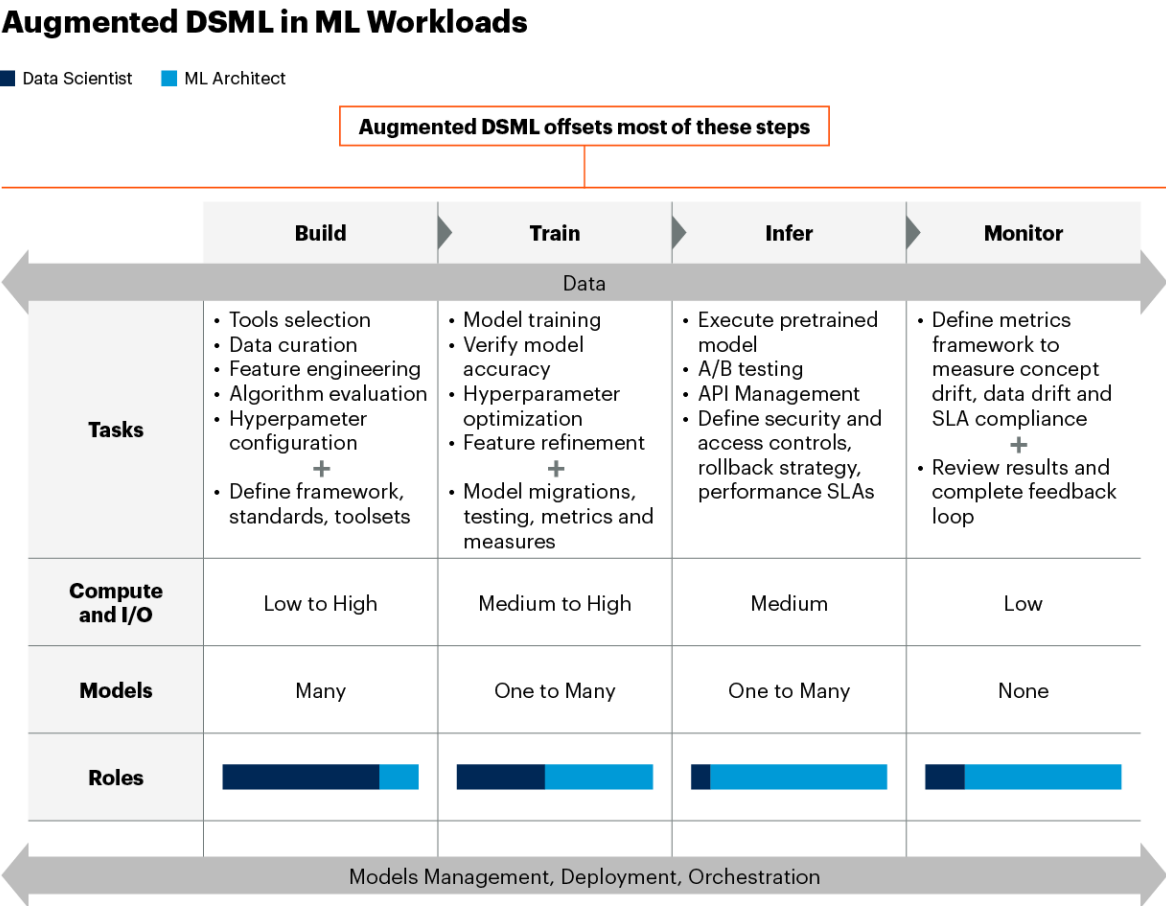 Augmented DSML in ML Workloads
Data Scientist
ML Architect
Augmented DSML offsets most of these steps
Build
Train
Infer
Monitor
Data
Tasks
• Tools selection
• Data curation
• Feature engineering
• Algorithm evaluation
• Hyperpameter
configuration
+
• Define framework,
standards, toolsets
• Model training
• Verify model
accuracy
• Hyperparameter
optimization
• Feature refinement
+
• Model migrations,
testing, metrics and
measures
• Execute pretrained
model
• A/B testing
• API Management
• Define security and
access controls,
rollback strategy,
performance SLAs
• Define metrics
framework to
measure concept
drift, data drift and
SLA compliance
+
• Review results and
complete feedback
loop
Compute
and I/O
Low to High
Medium to High
Medium
Low
Models
Many
One to Many
One to Many
None
Roles
Models Management, Deployment, Orchestration